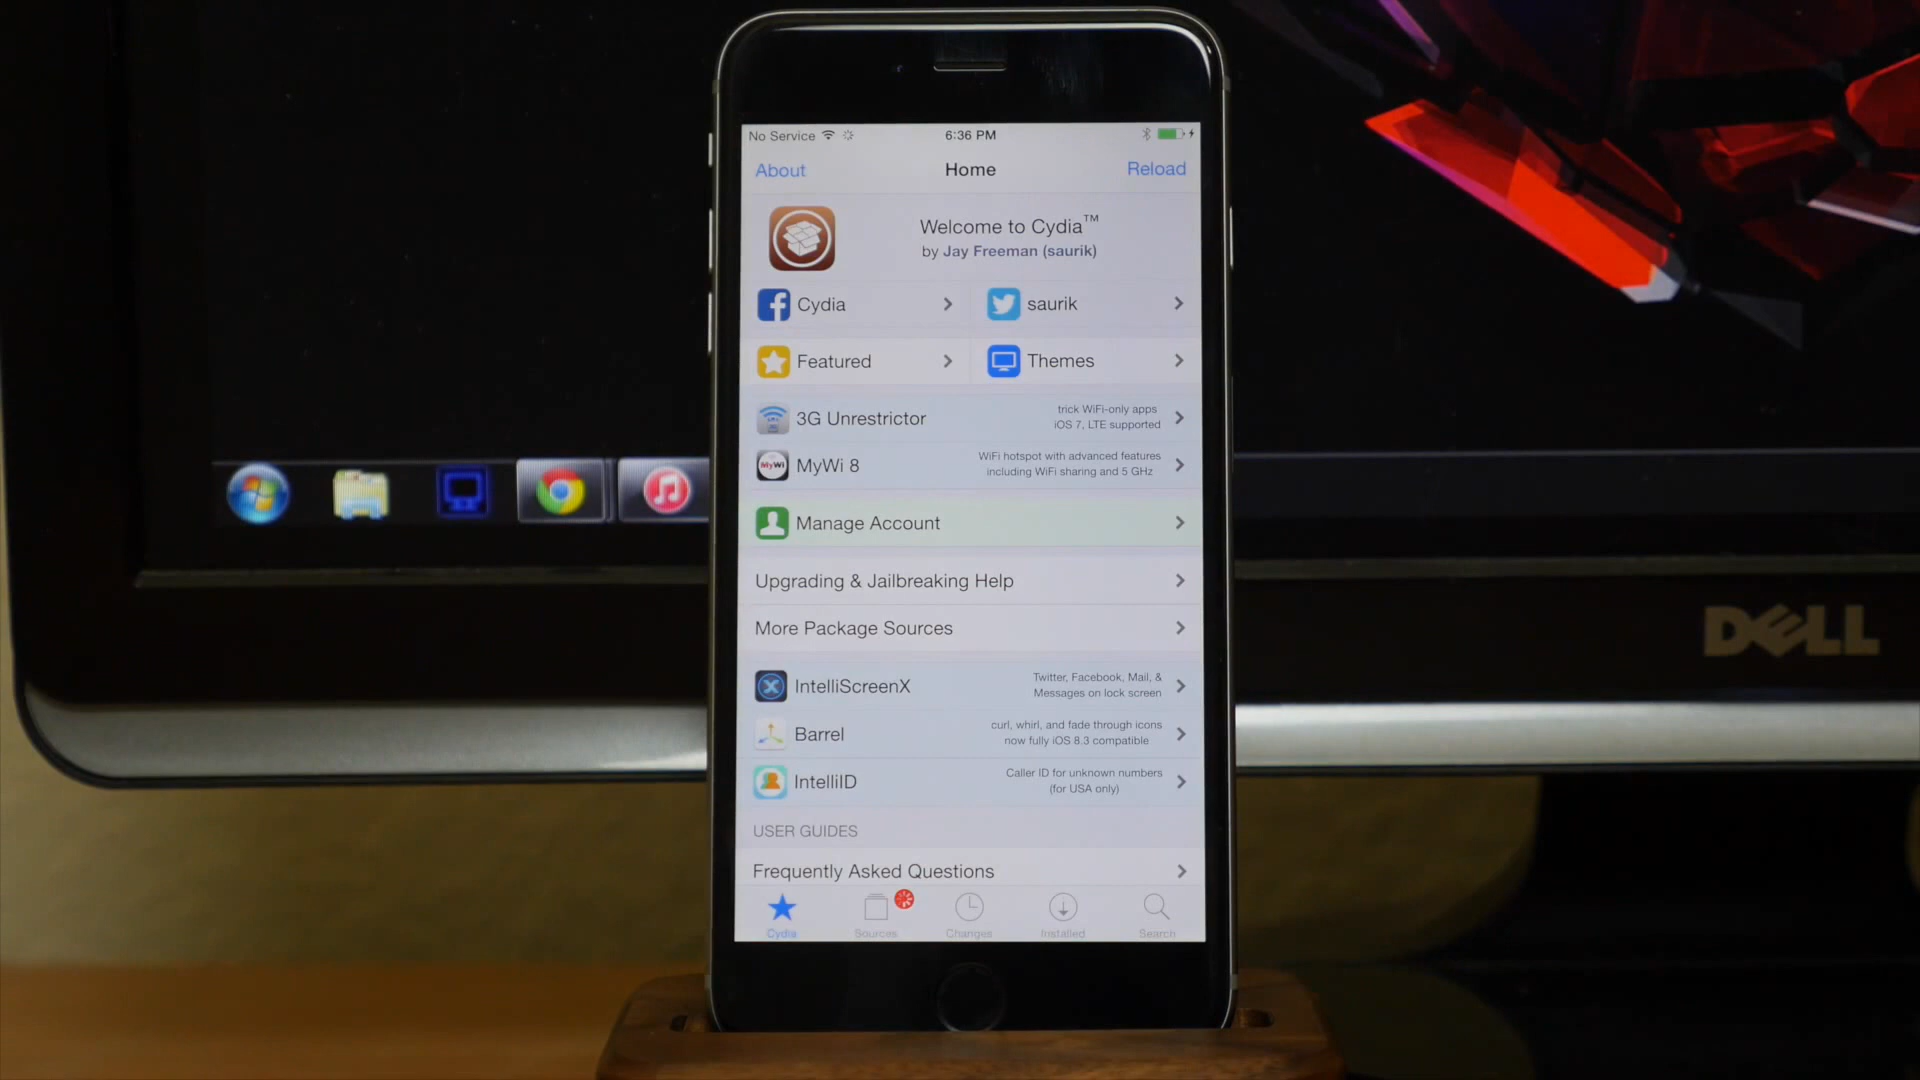 No Service
6:36 PM
About
Home
Reload
Welcome to Cydia™
by Jay Freeman (saurik)
Cydia
saurik
Featured
Themes
3G Unrestrictor
trick WiFi-only apps
iOS 7, LTE supported
MyWi
MyWi 8
WiFi hotspot with advanced features
including WiFi sharing and 5 GHz
Manage Account
Upgrading & Jailbreaking Help
More Package Sources
IntelliScreenX
Twitter, Facebook, Mail, &
Messages on lock screen
Barrel
curl, whirl, and fade through icons
now fully iOS 8.3 compatible
IntelliID
Caller ID for unknown numbers
(for USA only)
USER GUIDES
Frequently Asked Questions
Cydia
Sources
Changes
Installed
Search
DELL